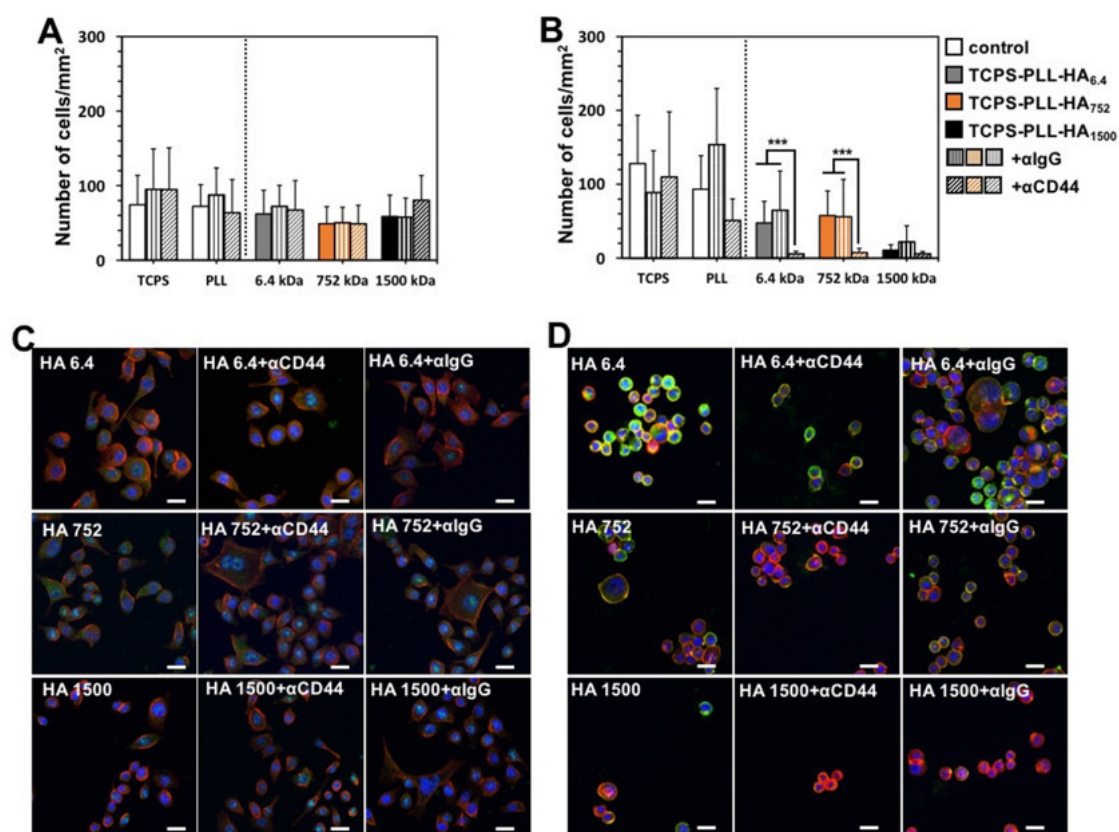 A
Number of cells/mm²
300
200
100
0
TCPS PLL 6.4 kDa 752 kDa 1500 kDa
B
Number of cells/mm²
300
200
100
0
*** ***
TCPS PLL 6.4 kDa 752 kDa 1500 kDa
control
TCPS-PLL-HA6.4
TCPS-PLL-HA752
TCPS-PLL-HA1500
+αIgG
+αCD44
C
HA 6.4 HA 6.4+αCD44 HA 6.4+αIgG
HA 752 HA 752+αCD44 HA 752+αIgG
HA 1500 HA 1500+αCD44 HA 1500+αIgG
D
HA 6.4 HA 6.4+αCD44 HA 6.4+αIgG
HA 752 HA 752+αCD44 HA 752+αIgG
HA 1500 HA 1500+αCD44 HA 1500+αIgG